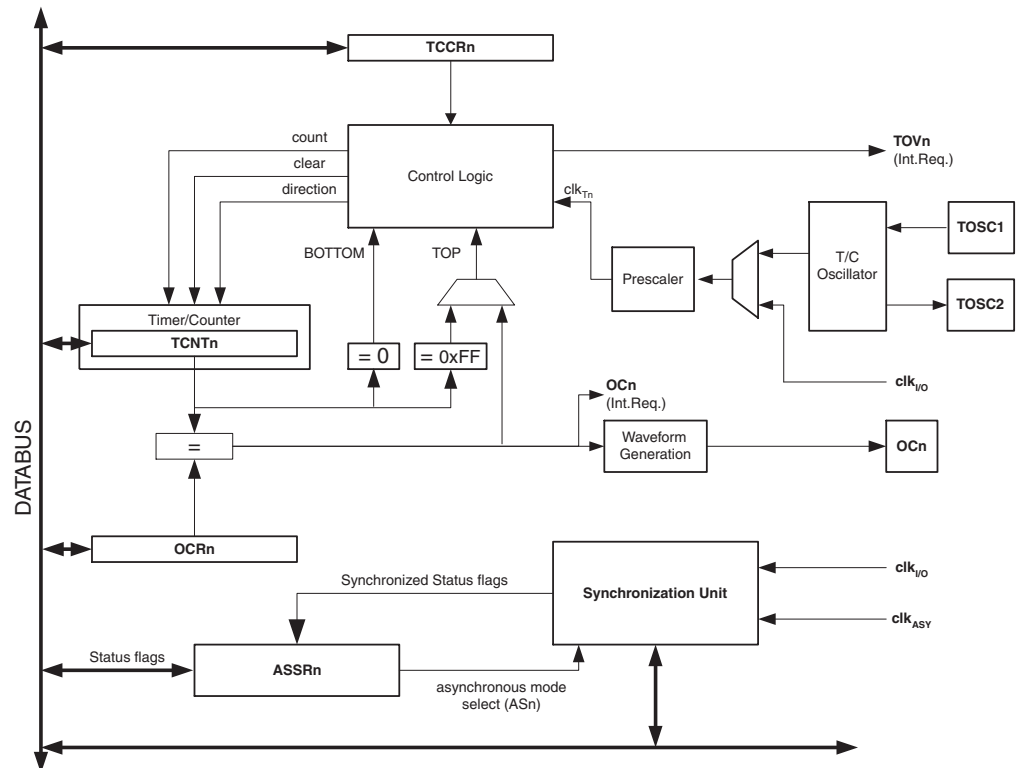 TCCRn
count
clear
direction
Control Logic
clkTn
TOVn
(Int.Req.)
BOTTOM
TOP
Prescaler
T/C
Oscillator
TOSC1
TOSC2
Timer/Counter
TCNTn
= 0
= 0xFF
clkI/O
OCn
(Int.Req.)
=
Waveform
Generation
OCn
DATABUS
OCRn
Synchronized Status flags
Synchronization Unit
clkI/O
clkASY
Status flags
ASSRn
asynchronous mode
select (ASn)